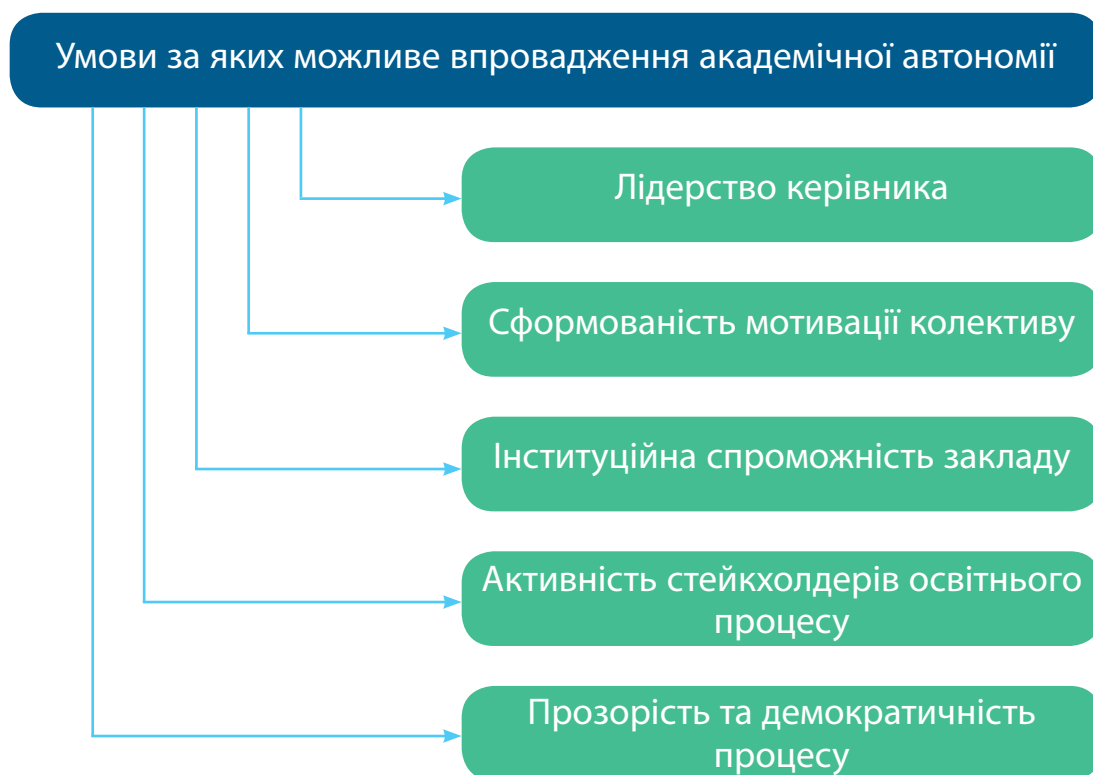 Умови за яких можливе впровадження академічної автономії
Лідерство керівника
Сформованість мотивації колективу
Інституційна спроможність закладу
Активність стейкхолдерів освітнього
процесу
Прозорість та демократичність
процесу